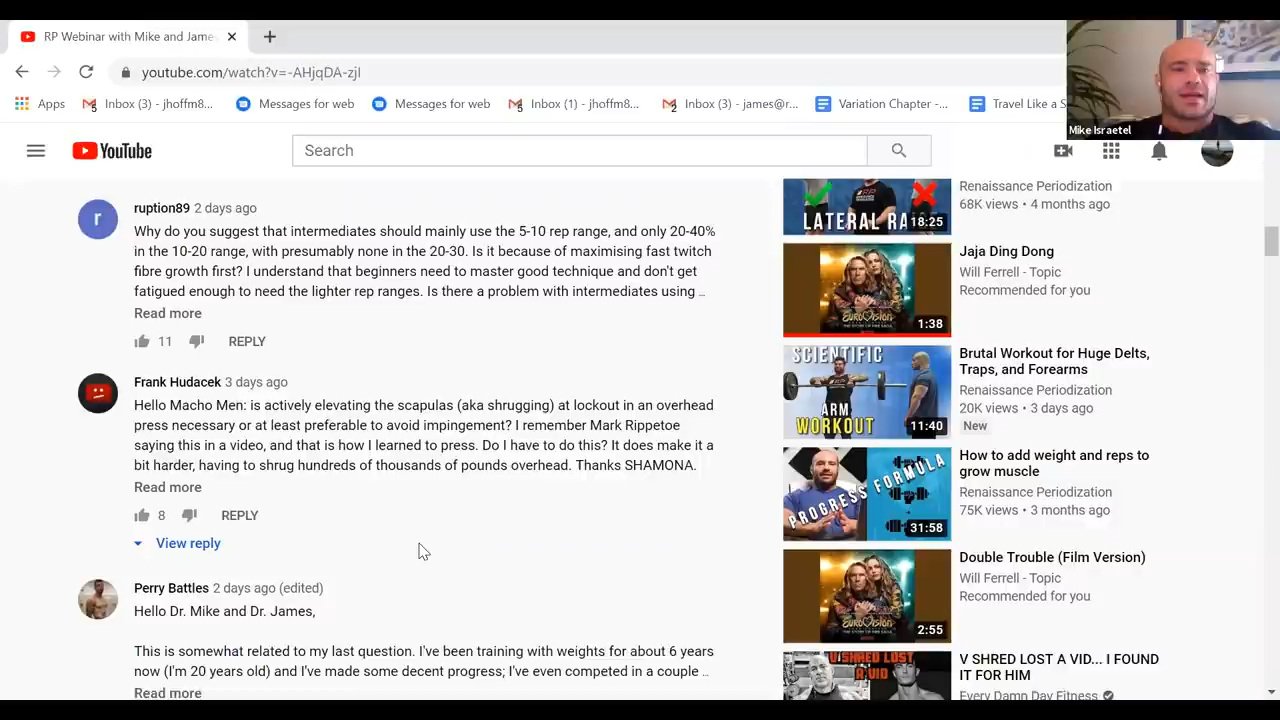 RP Webinar with Mike and Jame
youtube.com/watch?v=-AHjqDA-zjI
Apps
Inbox (3) - jhoffm8...
Messages for web
Messages for web
Inbox (1) - jhoffm8...
Inbox (3) - james@r...
Variation Chapter -...
Travel Like a S
Mike Israetel
YouTube
Search
ruption89 2 days ago
Why do you suggest that intermediates should mainly use the 5-10 rep range, and only 20-40%
in the 10-20 range, with presumably none in the 20-30. Is it because of maximising fast twitch
fibre growth first? I understand that beginners need to master good technique and don't get
fatigued enough to need the lighter rep ranges. Is there a problem with intermediates using ...
Read more
11
REPLY
Frank Hudacek 3 days ago
Hello Macho Men: is actively elevating the scapulas (aka shrugging) at lockout in an overhead
press necessary or at least preferable to avoid impingement? I remember Mark Rippetoe
saying this in a video, and that is how I learned to press. Do I have to do this? It does make it a
bit harder, having to shrug hundreds of thousands of pounds overhead. Thanks SHAMONA.
Read more
8
REPLY
View reply
Perry Battles 2 days ago (edited)
Hello Dr. Mike and Dr. James,
This is somewhat related to my last question. I've been training with weights for about 6 years
now (I'm 20 years old) and I've made some decent progress; I've even competed in a couple ...
Read more
LATERAL RA
18:25
Renaissance Periodization
68K views • 4 months ago
EUROVISION
1:38
Jaja Ding Dong
Will Ferrell - Topic
Recommended for you
SCIENTIFIC
ARM
WORKOUT
11:40
Brutal Workout for Huge Delts,
Traps, and Forearms
Renaissance Periodization
20K views • 3 days ago
New
PROGRESS FORMULA
31:58
How to add weight and reps to
grow muscle
Renaissance Periodization
75K views • 3 months ago
EUROVISION
2:55
Double Trouble (Film Version)
Will Ferrell - Topic
Recommended for you
V SHRED LOST
A VID
V SHRED LOST A VID... I FOUND
IT FOR HIM
Every Damn Day Fitness